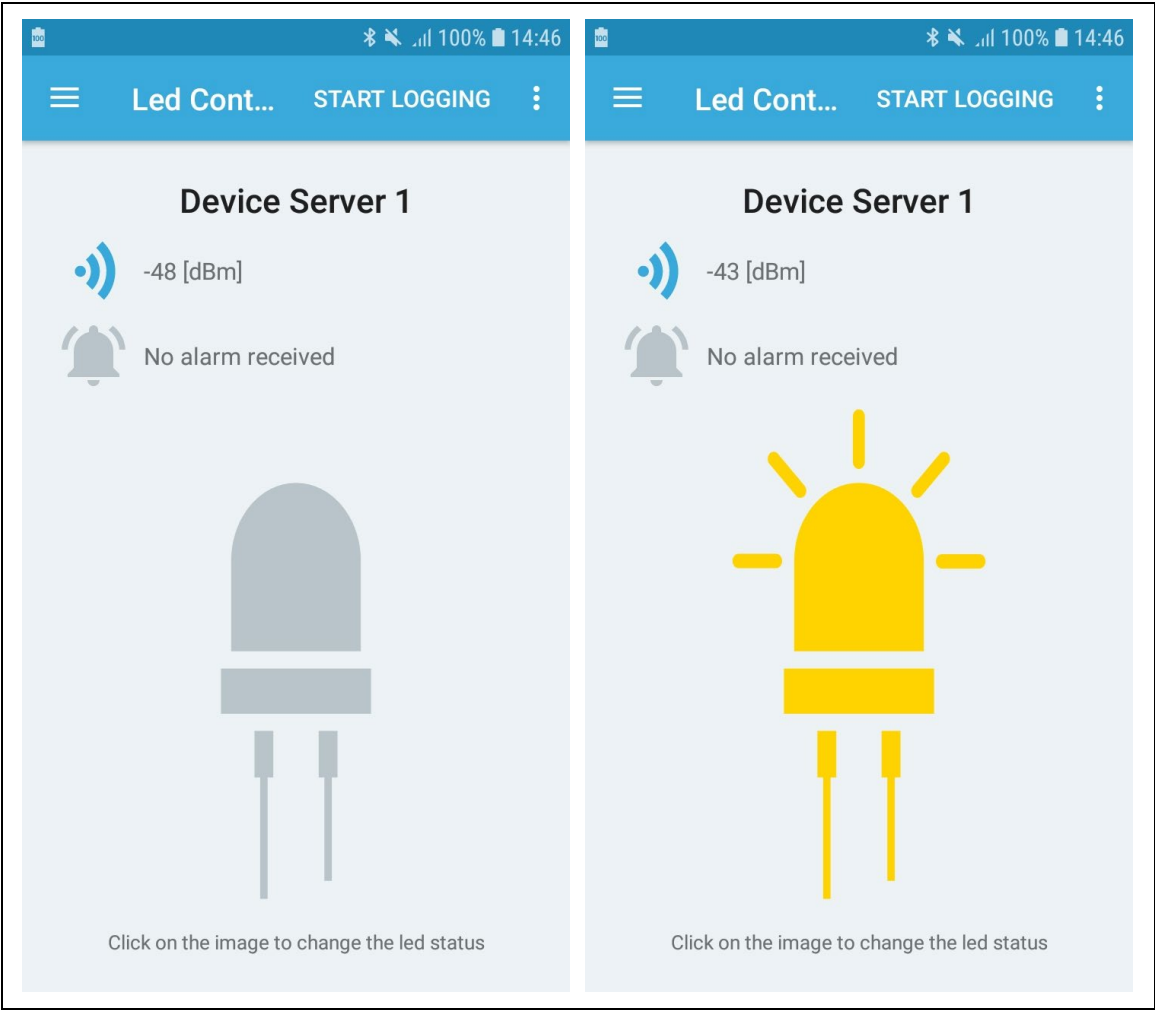 100 100% 14:46
Led Cont... START LOGGING
Device Server 1
-48 [dBm]
No alarm received
Click on the image to change the led status
100 100% 14:46
Led Cont... START LOGGING
Device Server 1
-43 [dBm]
No alarm received
Click on the image to change the led status